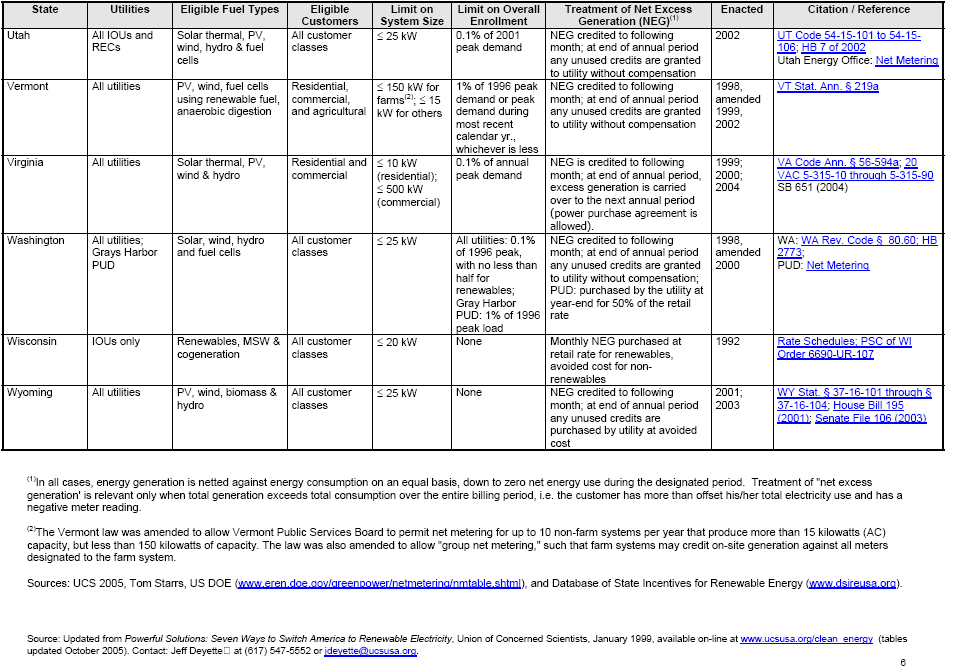 State
Utilities
Eligible Fuel Types
Eligible
Customers
Limit on
System Size
Limit on Overall
Enrollment
Treatment of Net Excess
Generation (NEG)(1)
Enacted
Citation / Reference
Utah
All IOUs and
RECs
Solar thermal, PV,
wind, hydro & fuel
cells
All customer
classes
≤ 25 kW
0.1% of 2001
peak demand
NEG credited to following
month; at end of annual period
any unused credits are granted
to utility without compensation
2002
UT Code 54-15-101 to 54-15-
106; HB 7 of 2002
Utah Energy Office: Net Metering
Vermont
All utilities
PV, wind, fuel cells
using renewable fuel,
anaerobic digestion
Residential,
commercial,
and agricultural
≤ 150 kW for
farms(2); ≤ 15
kW for others
1% of 1996 peak
demand or peak
demand during
most recent
calendar yr.,
whichever is less
NEG credited to following
month; at end of annual period
any unused credits are granted
to utility without compensation
1998,
amended
1999,
2002
VT Stat. Ann. § 219a
Virginia
All utilities
Solar thermal, PV,
wind & hydro
Residential and
commercial
≤ 10 kW
(residential);
≤ 500 kW
(commercial)
0.1% of annual
peak demand
NEG is credited to following
month; at end of annual period,
excess generation is carried
over to the next annual period
(power purchase agreement is
allowed).
1999;
2000;
2004
VA Code Ann. § 56-594a; 20
VAC 5-315-10 through 5-315-90
SB 651 (2004)
Washington
All utilities;
Grays Harbor
PUD
Solar, wind, hydro
and fuel cells
All customer
classes
≤ 25 kW
All utilities: 0.1%
of 1996 peak,
with no less than
half for
renewables;
Gray Harbor
PUD: 1% of 1996
peak load
NEG credited to following
month; at end of annual period
any unused credits are granted
to utility without compensation;
PUD: purchased by the utility at
year-end for 50% of the retail
rate
1998,
amended
2000
WA: WA Rev. Code § 80.60; HB
2773;
PUD: Net Metering
Wisconsin
IOUs only
Renewables, MSW &
cogeneration
All customer
classes
≤ 20 kW
None
Monthly NEG purchased at
retail rate for renewables,
avoided cost for non-
renewables
1992
Rate Schedules; PSC of WI
Order 6690-UR-107
Wyoming
All utilities
PV, wind, biomass &
hydro
All customer
classes
≤ 25 kW
None
NEG credited to following
month; at end of annual period
any unused credits are
purchased by utility at avoided
cost
2001;
2003
WY Stat. § 37-16-101 through §
37-16-104; House Bill 195
(2001); Senate File 106 (2003)
(1)In all cases, energy generation is netted against energy consumption on an equal basis, down to zero net energy use during the designated period. Treatment of "net excess
generation' is relevant only when total generation exceeds total consumption over the entire billing period, i.e. the customer has more than offset his/her total electricity use and has a
negative meter reading.
(2)The Vermont law was amended to allow Vermont Public Services Board to permit net metering for up to 10 non-farm systems per year that produce more than 15 kilowatts (AC)
capacity, but less than 150 kilowatts of capacity. The law was also amended to allow “group net metering,” such that farm systems may credit on-site generation against all meters
designated to the farm system.
Sources: UCS 2005, Tom Starrs, US DOE (www.eren.doe.gov/greenpower/netmetering/nmtable.shtml), and Database of State Incentives for Renewable Energy (www.dsireusa.org).
Source: Updated from Powerful Solutions: Seven Ways to Switch America to Renewable Electricity, Union of Concerned Scientists, January 1999, available on-line at www.ucsusa.org/clean_energy (tables
updated October 2005). Contact: Jeff Deyette□ at (617) 547-5552 or jdeyette@ucsusa.org.
6